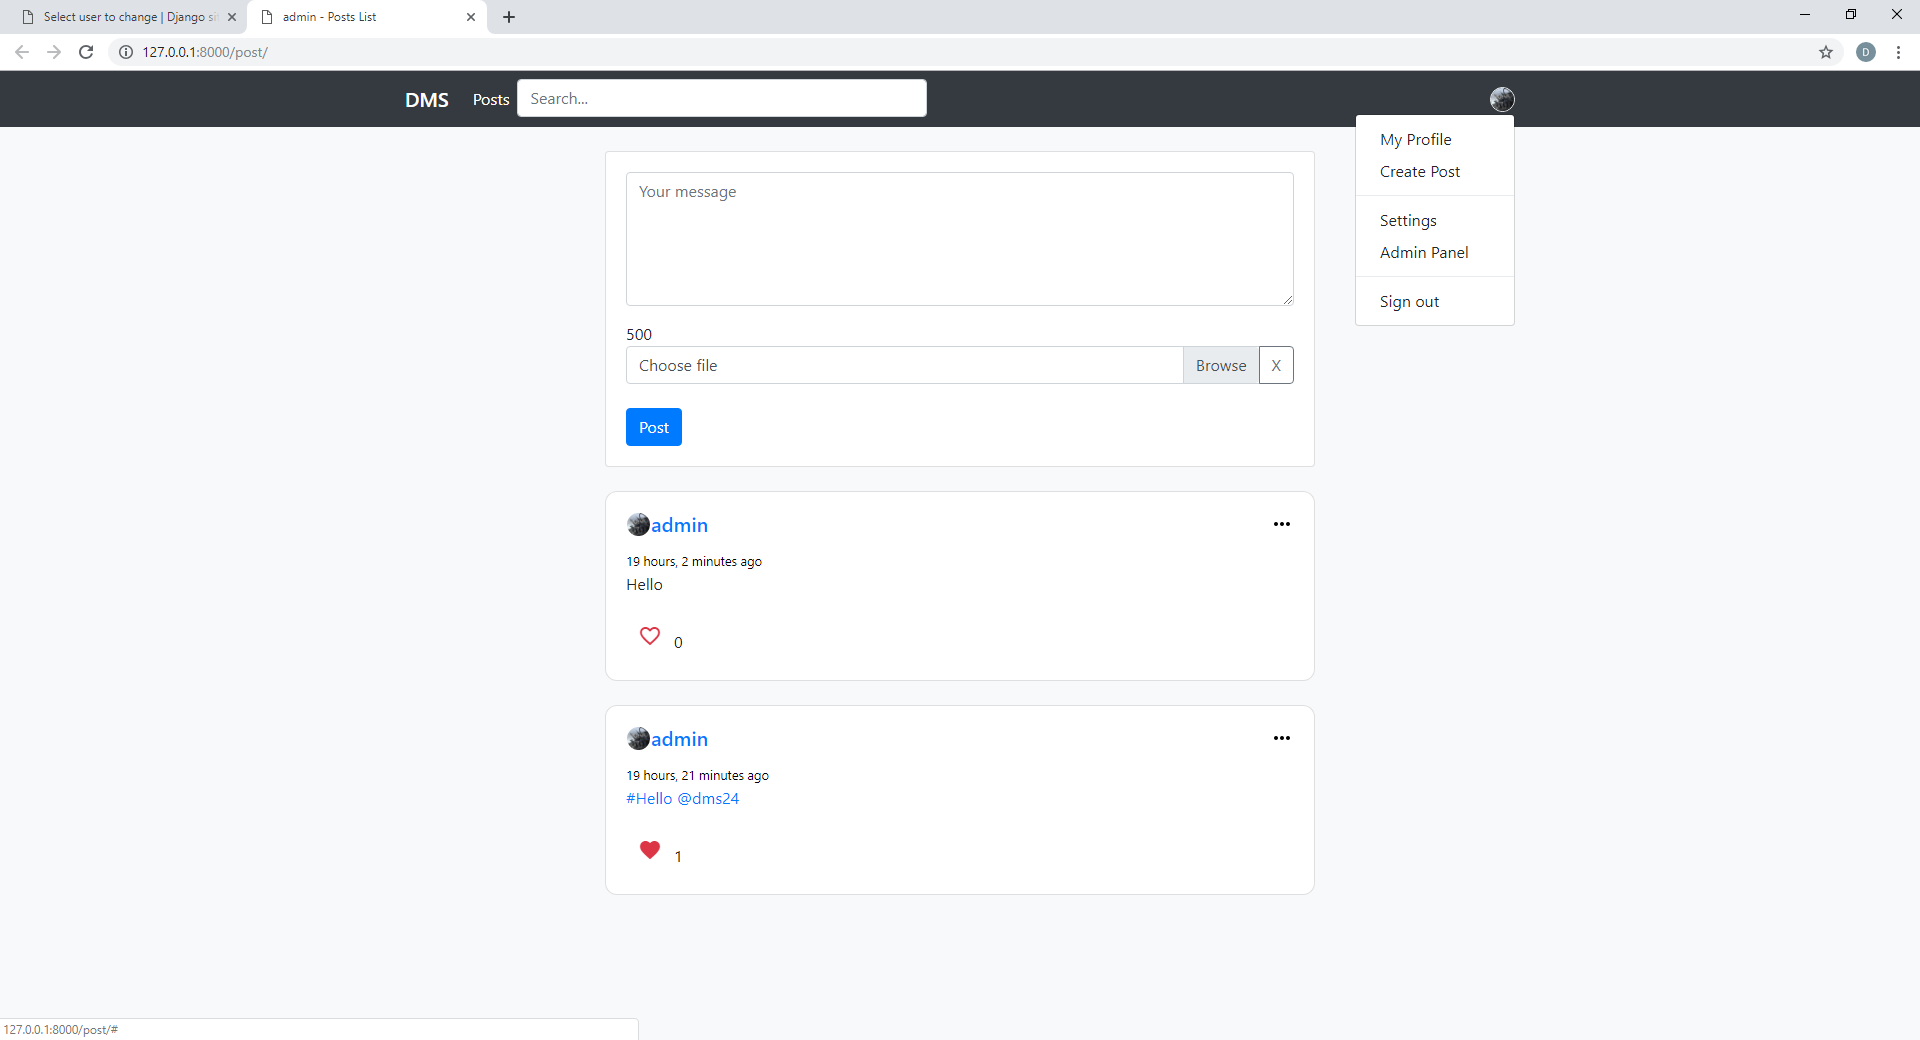 Select user to change | Django si
admin - Posts List
127.0.0.1:8000/post/
D
DMS Posts Search...
My Profile
Create Post
Settings
Admin Panel
Sign out
Your message
500
Choose file Browse X
Post
admin
19 hours, 2 minutes ago
Hello
0
admin
19 hours, 21 minutes ago
#Hello @dms24
1
127.0.0.1:8000/post/#